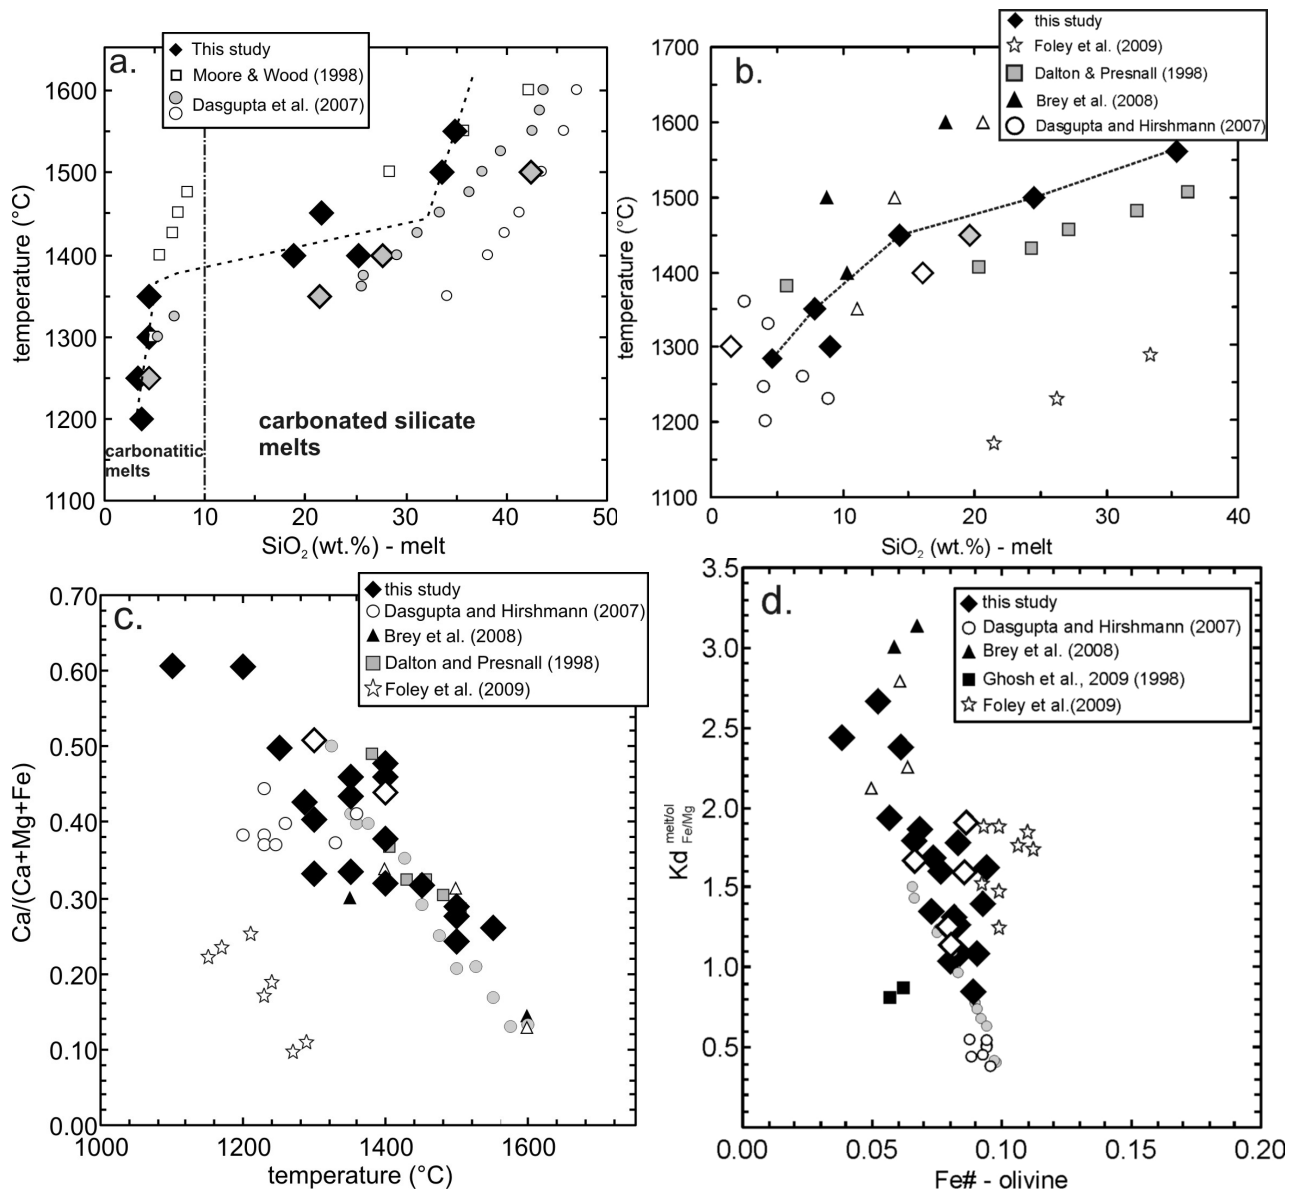 a.
This study
Moore & Wood (1998)
Dasgupta et al. (2007)
1600
1500
1400
1300
1200
1100
temperature (°C)
carbonatitic
melts
carbonated silicate
melts
0
10
20
30
40
50
SiO2 (wt.%) - melt
b.
this study
Foley et al. (2009)
Dalton & Presnall (1998)
Brey et al. (2008)
Dasgupta and Hirshmann (2007)
1700
1600
1500
1400
1300
1200
1100
temperature (°C)
0
10
20
30
40
SiO2 (wt.%) - melt
c.
this study
Dasgupta and Hirshmann (2007)
Brey et al. (2008)
Dalton and Presnall (1998)
Foley et al. (2009)
0.70
0.60
0.50
0.40
0.30
0.20
0.10
0.00
Ca/(Ca+Mg+Fe)
1000
1200
1400
1600
temperature (°C)
d.
this study
Dasgupta and Hirshmann (2007)
Brey et al. (2008)
Ghosh et al., 2009 (1998)
Foley et al.(2009)
3.5
3.0
2.5
2.0
1.5
1.0
0.5
Kd melt/ol Fe/Mg
0.00
0.05
0.10
0.15
0.20
Fe# - olivine